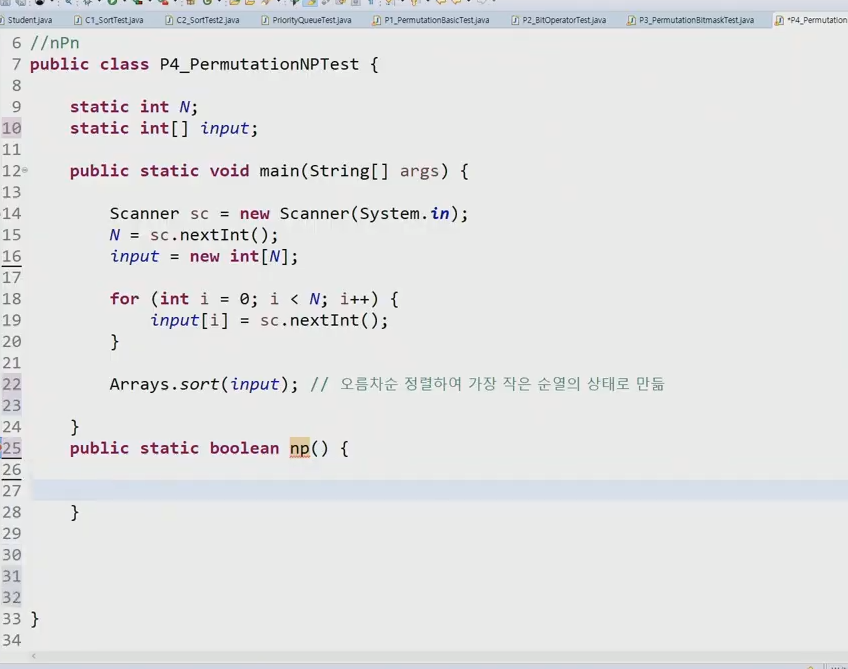 Student.java C1_SortTest.java C2_SortTest2.java PriorityQueueTest.java P1_PermutationBasicTest.java P2_BitOperatorTest.java P3_PermutationBitmaskTest.java *P4_Permutation
6 //nPn
7 public class P4_PermutationNPTest {
8
9 static int N;
10 static int[] input;
11
12 public static void main(String[] args) {
13
14 Scanner sc = new Scanner(System.in);
15 N = sc.nextInt();
16 input = new int[N];
17
18 for (int i = 0; i < N; i++) {
19 input[i] = sc.nextInt();
20 }
21
22 Arrays.sort(input); // 오름차순 정렬하여 가장 작은 순열의 상태로 만듦
23
24 }
25 public static boolean np() {
26
27
28 }
29
30
31
32
33 }
34